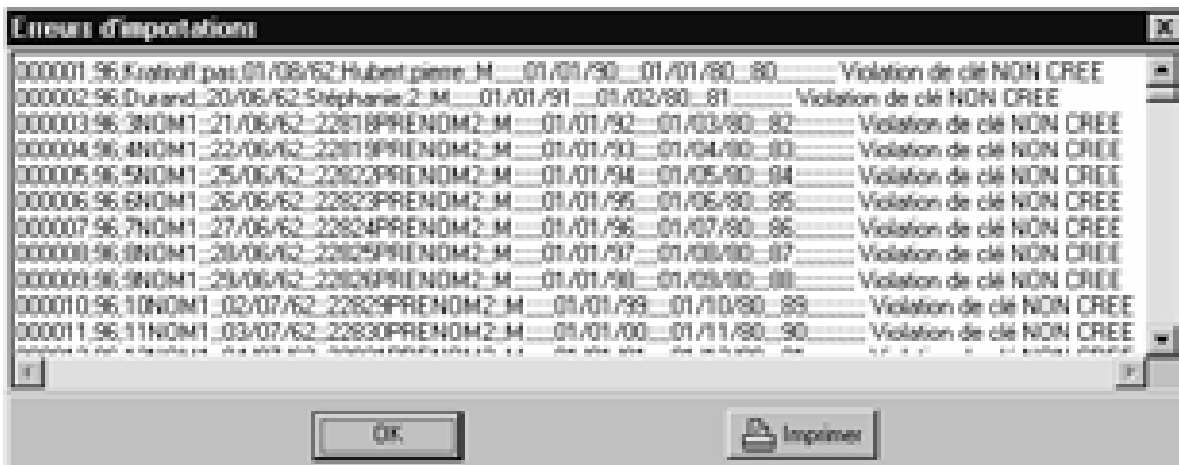 Erreurs d'importations
000001;96;Kratroff;pas;01/08/62;Hubert;pierre;;M;;;;;01/01/90;;;;01/01/80;;;80;;;;;;;; Violation de clé NON CREE
000002;96;Durand;;20/06/62;Stéphanie;2;;M;;;;;01/01/91;;;;01/02/80;;;81;;;;;;;; Violation de clé NON CREE
000003;96;3NOM1;;21/06/62;;22818PRENOM2;;M;;;;;01/01/92;;;;01/03/80;;;82;;;;;;;; Violation de clé NON CREE
000004;96;4NOM1;;22/06/62;;22819PRENOM2;;M;;;;;01/01/93;;;;01/04/80;;;83;;;;;;;; Violation de clé NON CREE
000005;96;5NOM1;;25/06/62;;22822PRENOM2;;M;;;;;01/01/94;;;;01/05/80;;;84;;;;;;;; Violation de clé NON CREE
000006;96;6NOM1;;26/06/62;;22823PRENOM2;;M;;;;;01/01/95;;;;01/06/80;;;85;;;;;;;; Violation de clé NON CREE
000007;96;7NOM1;;27/06/62;;22824PRENOM2;;M;;;;;01/01/96;;;;01/07/80;;;86;;;;;;;; Violation de clé NON CREE
000008;96;8NOM1;;28/06/62;;22825PRENOM2;;M;;;;;01/01/97;;;;01/08/80;;;87;;;;;;;; Violation de clé NON CREE
000009;96;9NOM1;;29/06/62;;22826PRENOM2;;M;;;;;01/01/98;;;;01/09/80;;;88;;;;;;;; Violation de clé NON CREE
000010;96;10NOM1;;02/07/62;;22829PRENOM2;;M;;;;;01/01/99;;;;01/10/80;;;89;;;;;;;; Violation de clé NON CREE
000011;96;11NOM1;;03/07/62;;22830PRENOM2;;M;;;;;01/01/00;;;;01/11/80;;;90;;;;;;;; Violation de clé NON CREE
OK
Imprimer